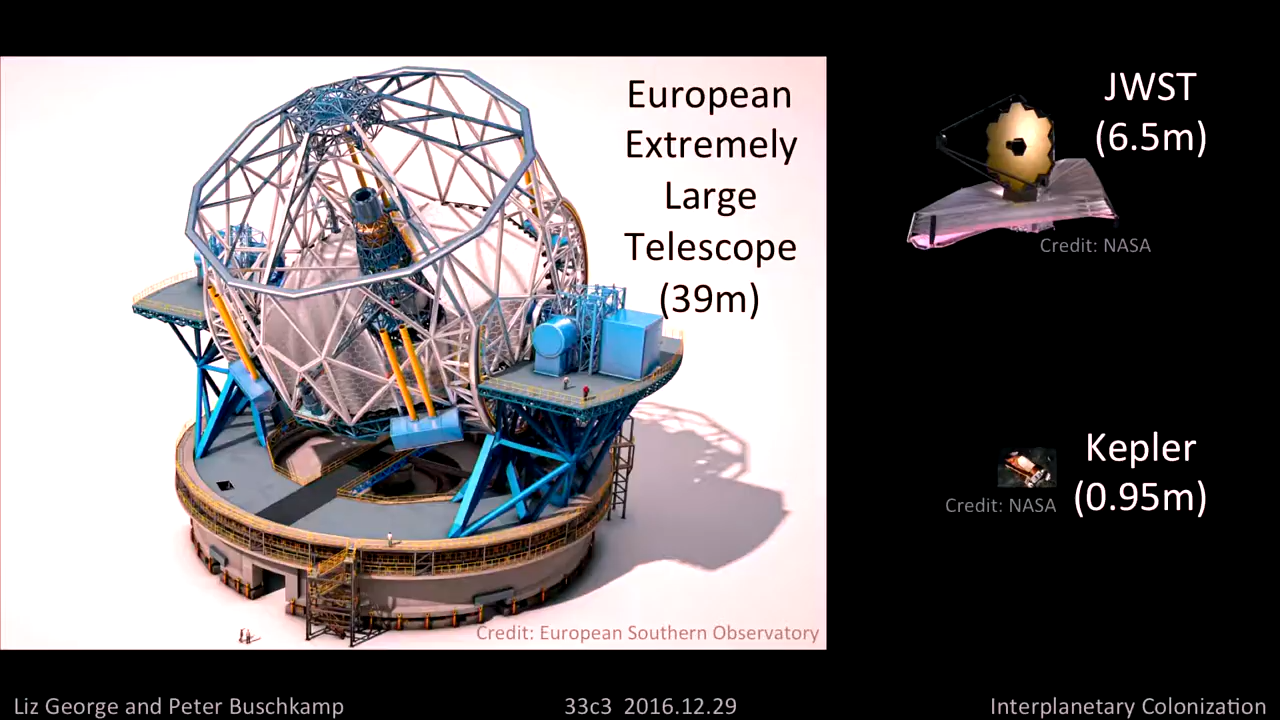 European
Extremely
Large
Telescope
(39m)
Credit: European Southern Observatory
JWST
(6.5m)
Credit: NASA
Kepler
(0.95m)
Credit: NASA
Liz George and Peter Buschkamp
33c3 2016.12.29
Interplanetary Colonization